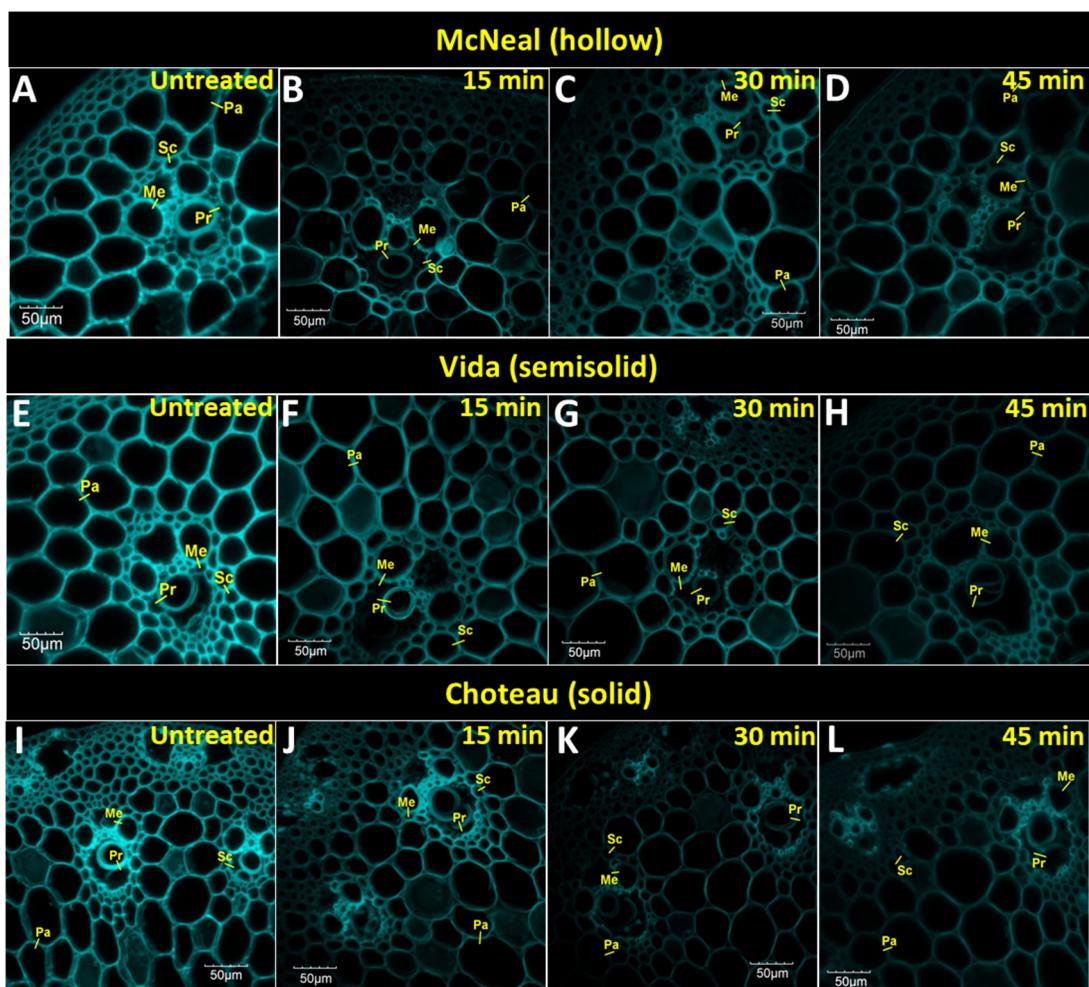 McNeal (hollow)
A Untreated
Pa
Sc
Me
Pr
50µm
B 15 min
Pa
Me
Pr
Sc
50µm
C 30 min
Me
Sc
Pr
Pa
50µm
D 45 min
Pa
Sc
Me
Pr
50µm
Vida (semisolid)
E Untreated
Pa
Me
Sc
Pr
50µm
F 15 min
Pa
Me
Pr
Sc
50µm
G 30 min
Sc
Me
Pa
Pr
50µm
H 45 min
Pa
Sc
Me
Pr
50µm
Choteau (solid)
I Untreated
Me
Pr
Sc
Pa
50µm
J 15 min
Sc
Me
Pr
Pa
50µm
K 30 min
Pr
Sc
Me
Pa
50µm
L 45 min
Me
Sc
Pr
Pa
50µm